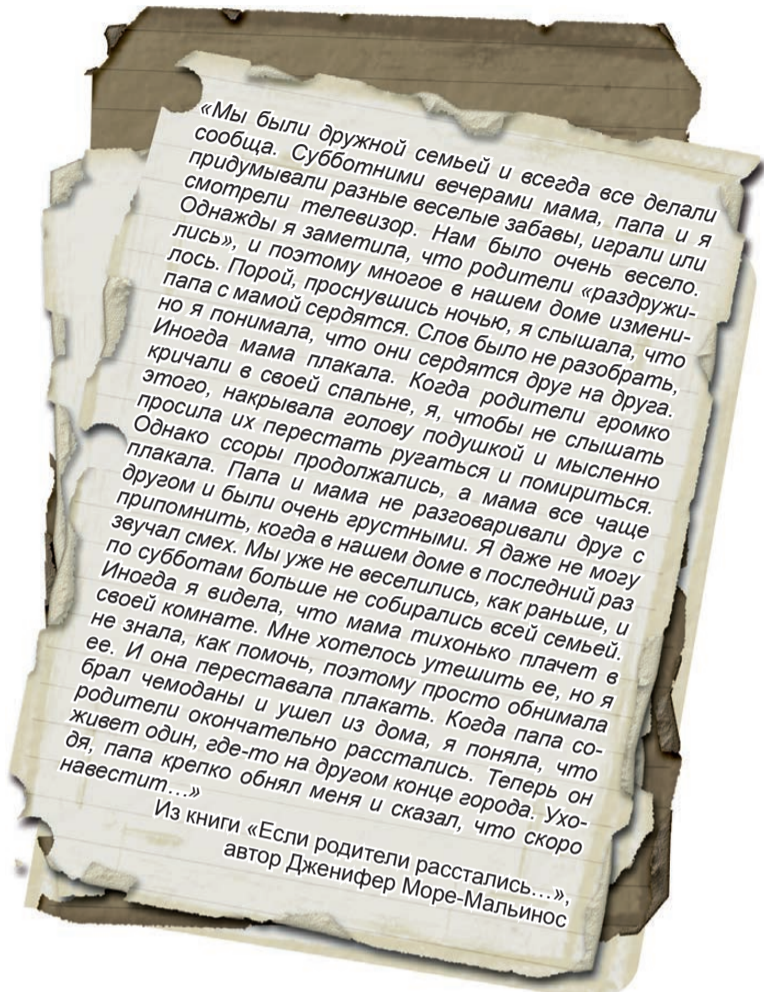 «Мы были дружной семьей и всегда все делали
сообща. Субботними вечерами мама, папа и я
придумывали разные веселые забавы, играли или
смотрели телевизор. Нам было очень весело.
Однажды я заметила, что родители «раздружи-
лись», и поэтому многое в нашем доме измени-
лось. Порой, проснувшись ночью, я слышала, что
папа с мамой сердятся. Слов было не разобрать,
но я понимала, что они сердятся друг на друга.
Иногда мама плакала. Когда родители громко
кричали в своей спальне, я, чтобы не слышать
этого, накрывала голову подушкой и мысленно
просила их перестать ругаться и помириться.
Однако ссоры продолжались, а мама все чаще
плакала. Папа и мама не разговаривали друг с
другом и были очень грустными. Я даже не могу
припомнить, когда в нашем доме в последний раз
звучал смех. Мы уже не веселились, как раньше, и
по субботам больше не собирались всей семьей.
Иногда я видела, что мама тихонько плачет в
своей комнате. Мне хотелось утешить ее, но я
не знала, как помочь, поэтому просто обнимала
ее. И она переставала плакать. Когда папа со-
брал чемоданы и ушел из дома, я поняла, что
родители окончательно расстались. Теперь он
живет один, где-то на другом конце города. Ухо-
дя, папа крепко обнял меня и сказал, что скоро
навестит…»
Из книги «Если родители расстались…»,
автор Дженифер Море-Мальинос